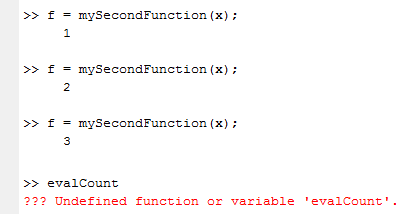 >> f = mySecondFunction(x);
1
>> f = mySecondFunction(x);
2
>> f = mySecondFunction(x);
3
>> evalCount
??? Undefined function or variable 'evalCount'.